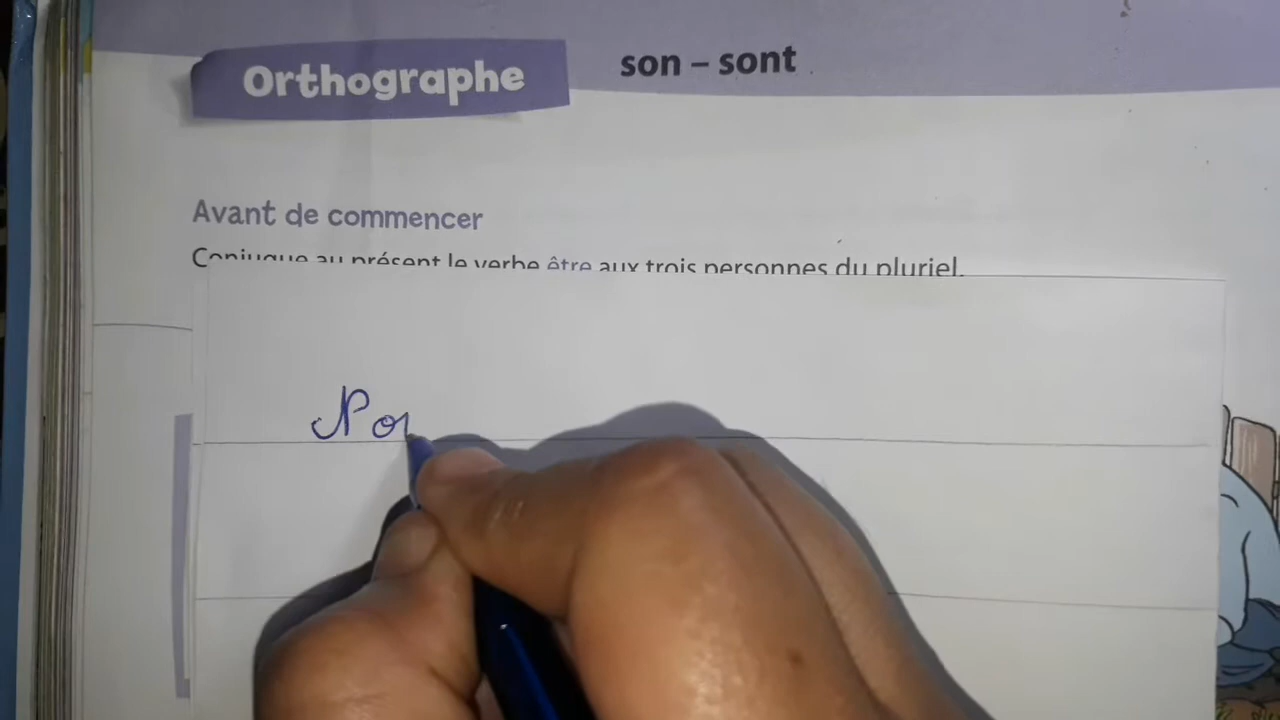 Orthographe son – sont
Avant de commencer
Conjugue au présent le verbe être aux trois personnes du pluriel.
No